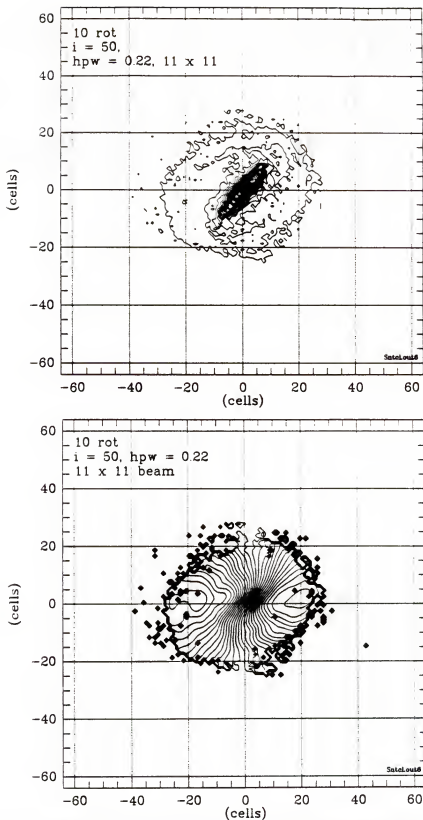 60
10 rot
i = 50,
hpw = 0.22, 11 x 11
40
20
0
(cells)
-20
-40
-60
-60 -40 -20 0 20 40 60
(cells)
60
10 rot
i = 50, hpw = 0.22
11 x 11 beam
40
20
0
(cells)
-20
-40
-60
-60 -40 -20 0 20 40 60
(cells)